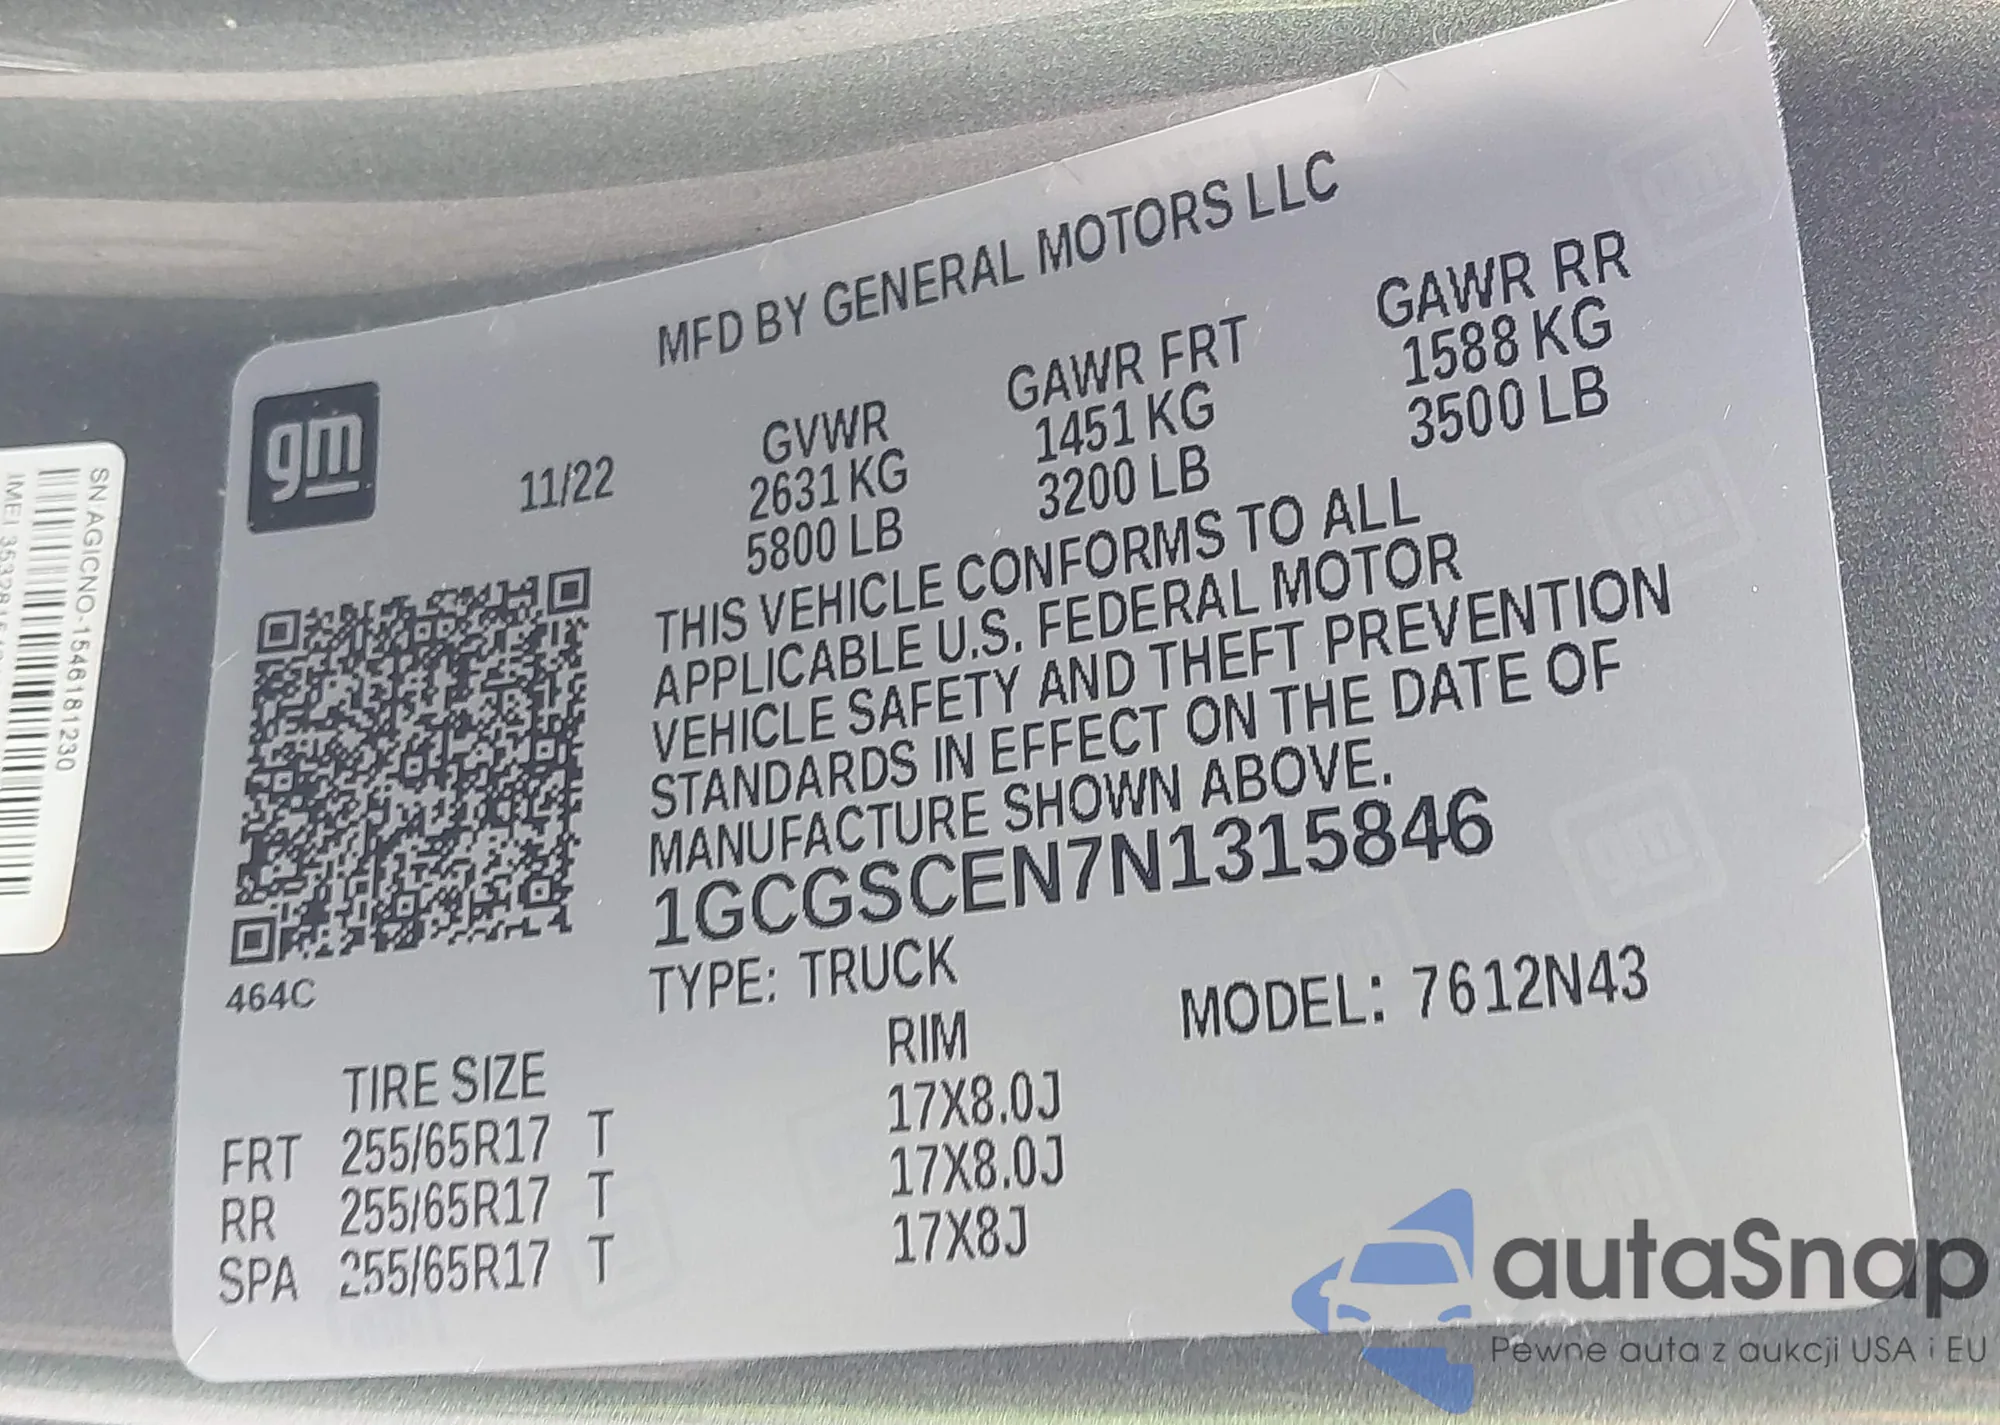 MFD BY GENERAL MOTORS LLC
gm
11/22
GVWR GAWR FRT GAWR RR
2631 KG 1451 KG 1588 KG
5800 LB 3200 LB 3500 LB
THIS VEHICLE CONFORMS TO ALL
APPLICABLE U.S. FEDERAL MOTOR
VEHICLE SAFETY AND THEFT PREVENTION
STANDARDS IN EFFECT ON THE DATE OF
MANUFACTURE SHOWN ABOVE.
1GCGSCEN7N1315846
464C
TYPE: TRUCK MODEL: 7612N43
TIRE SIZE RIM
FRT 255/65R17 T 17X8.0J
RR 255/65R17 T 17X8.0J
SPA 255/65R17 T 17X8J
SN:AGICNO-1546181230
IMEI
autaSnap
Pewne auta z aukcji USA i EU